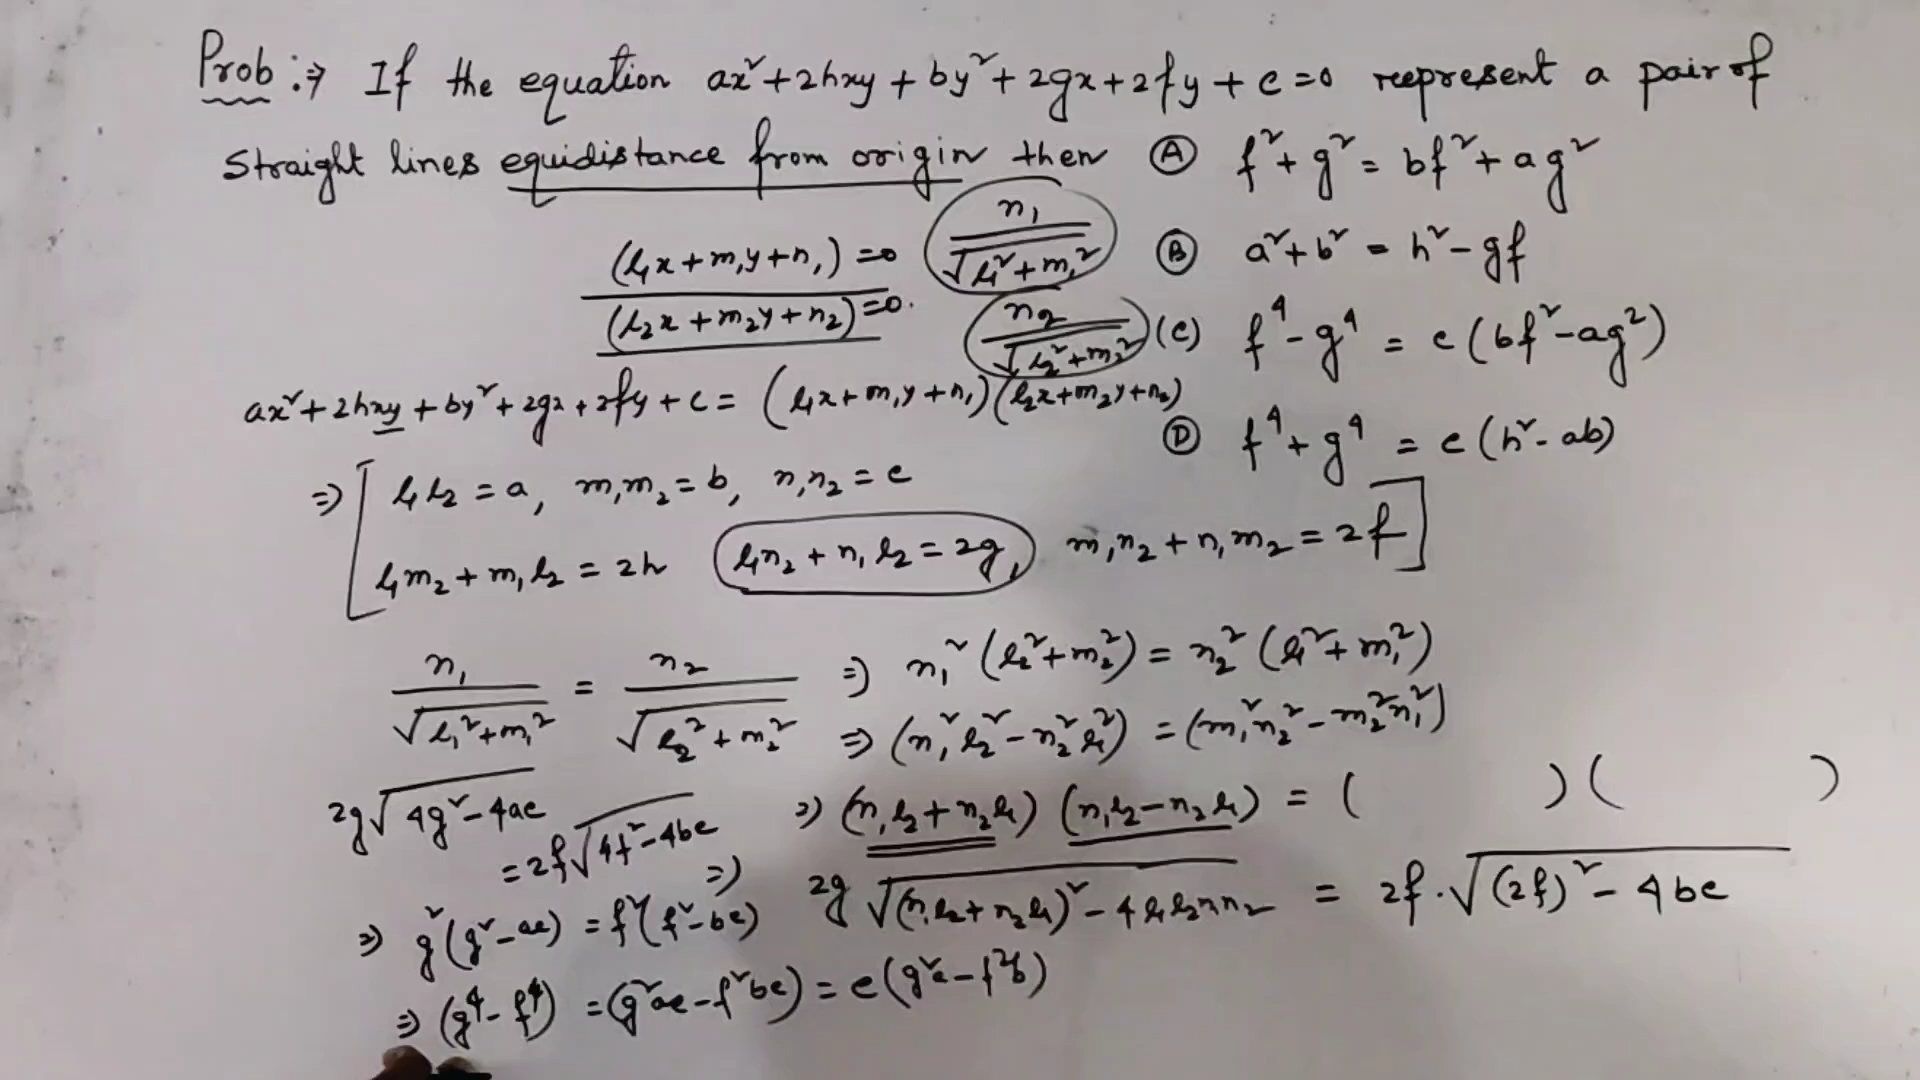 Prob :⇒ If the equation ax² + 2hxy + by² + 2gx + 2fy + c = 0 represent a pair of
straight lines equidistance from origin then Ⓐ f² + g² = bf² + ag²
(l₁x + m₁y + n₁) = 0 n₁/√(l₁² + m₁²) Ⓑ a² + b² = h² - gf
(l₂x + m₂y + n₂) = 0. n₂/√(l₂² + m₂²) (C) f⁴ - g⁴ = c(bf² - ag²)
ax² + 2hxy + by² + 2gx + 2fy + c = (l₁x + m₁y + n₁)(l₂x + m₂y + n₂)
Ⓓ f⁴ + g⁴ = c(h² - ab)
⇒ [ l₁l₂ = a, m₁m₂ = b, n₁n₂ = c
l₁m₂ + m₁l₂ = 2h l₁n₂ + n₁l₂ = 2g, m₁n₂ + n₁m₂ = 2f ]
n₁/√(l₁² + m₁²) = n₂/√(l₂² + m₂²) ⇒ n₁²(l₂² + m₂²) = n₂²(l₁² + m₁²)
⇒ (n₁²l₂² - n₂²l₁²) = (m₁²n₂² - m₂²n₁²)
⇒ (n₁l₂ + n₂l₁)(n₁l₂ - n₂l₁) = ( )( )
⇒ 2g√((n₁l₂ + n₂l₁)² - 4l₁l₂n₁n₂) = 2f.√((2f)² - 4bc)
2g√(4g² - 4ac)
= 2f√(4f² - 4bc)
⇒ g²(g² - ac) = f²(f² - bc)
⇒ (g⁴ - f⁴) = (g²ac - f²bc) = c(g²a - f²b)